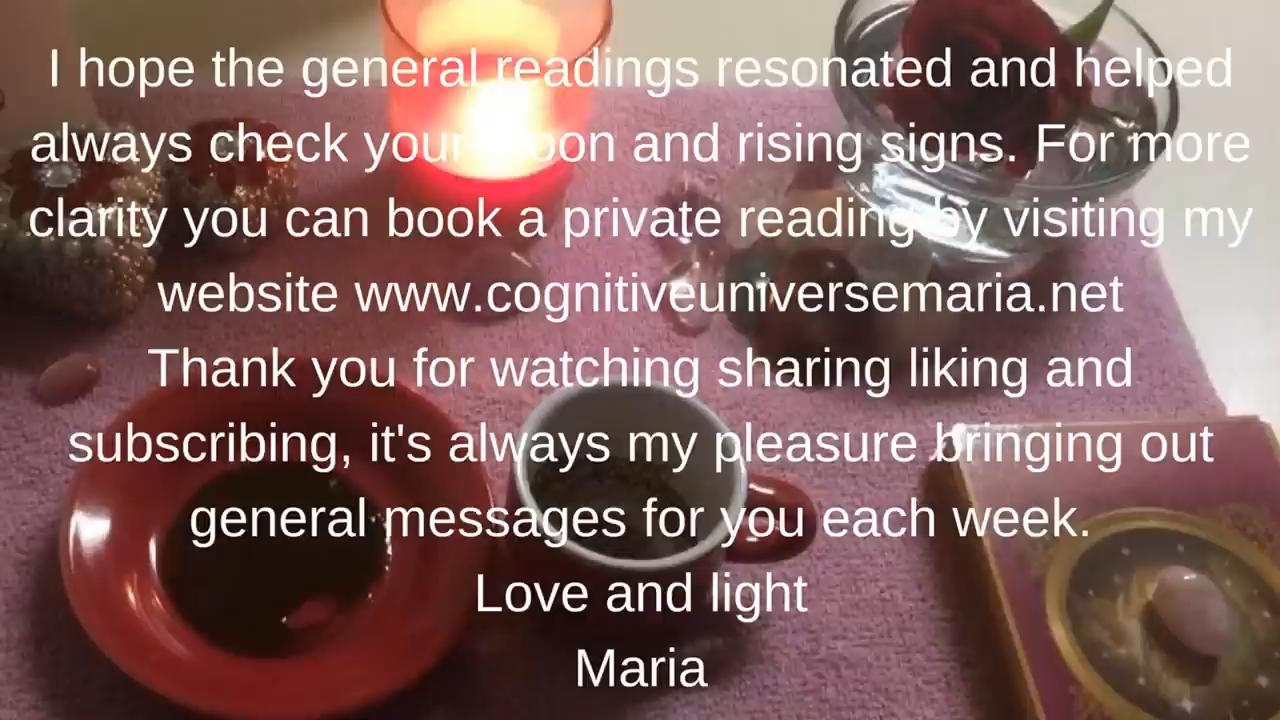 I hope the general readings resonated and helped
always check your moon and rising signs. For more
clarity you can book a private reading by visiting my
website www.cognitiveuniversemaria.net
Thank you for watching sharing liking and
subscribing, it's always my pleasure bringing out
general messages for you each week.
Love and light
Maria